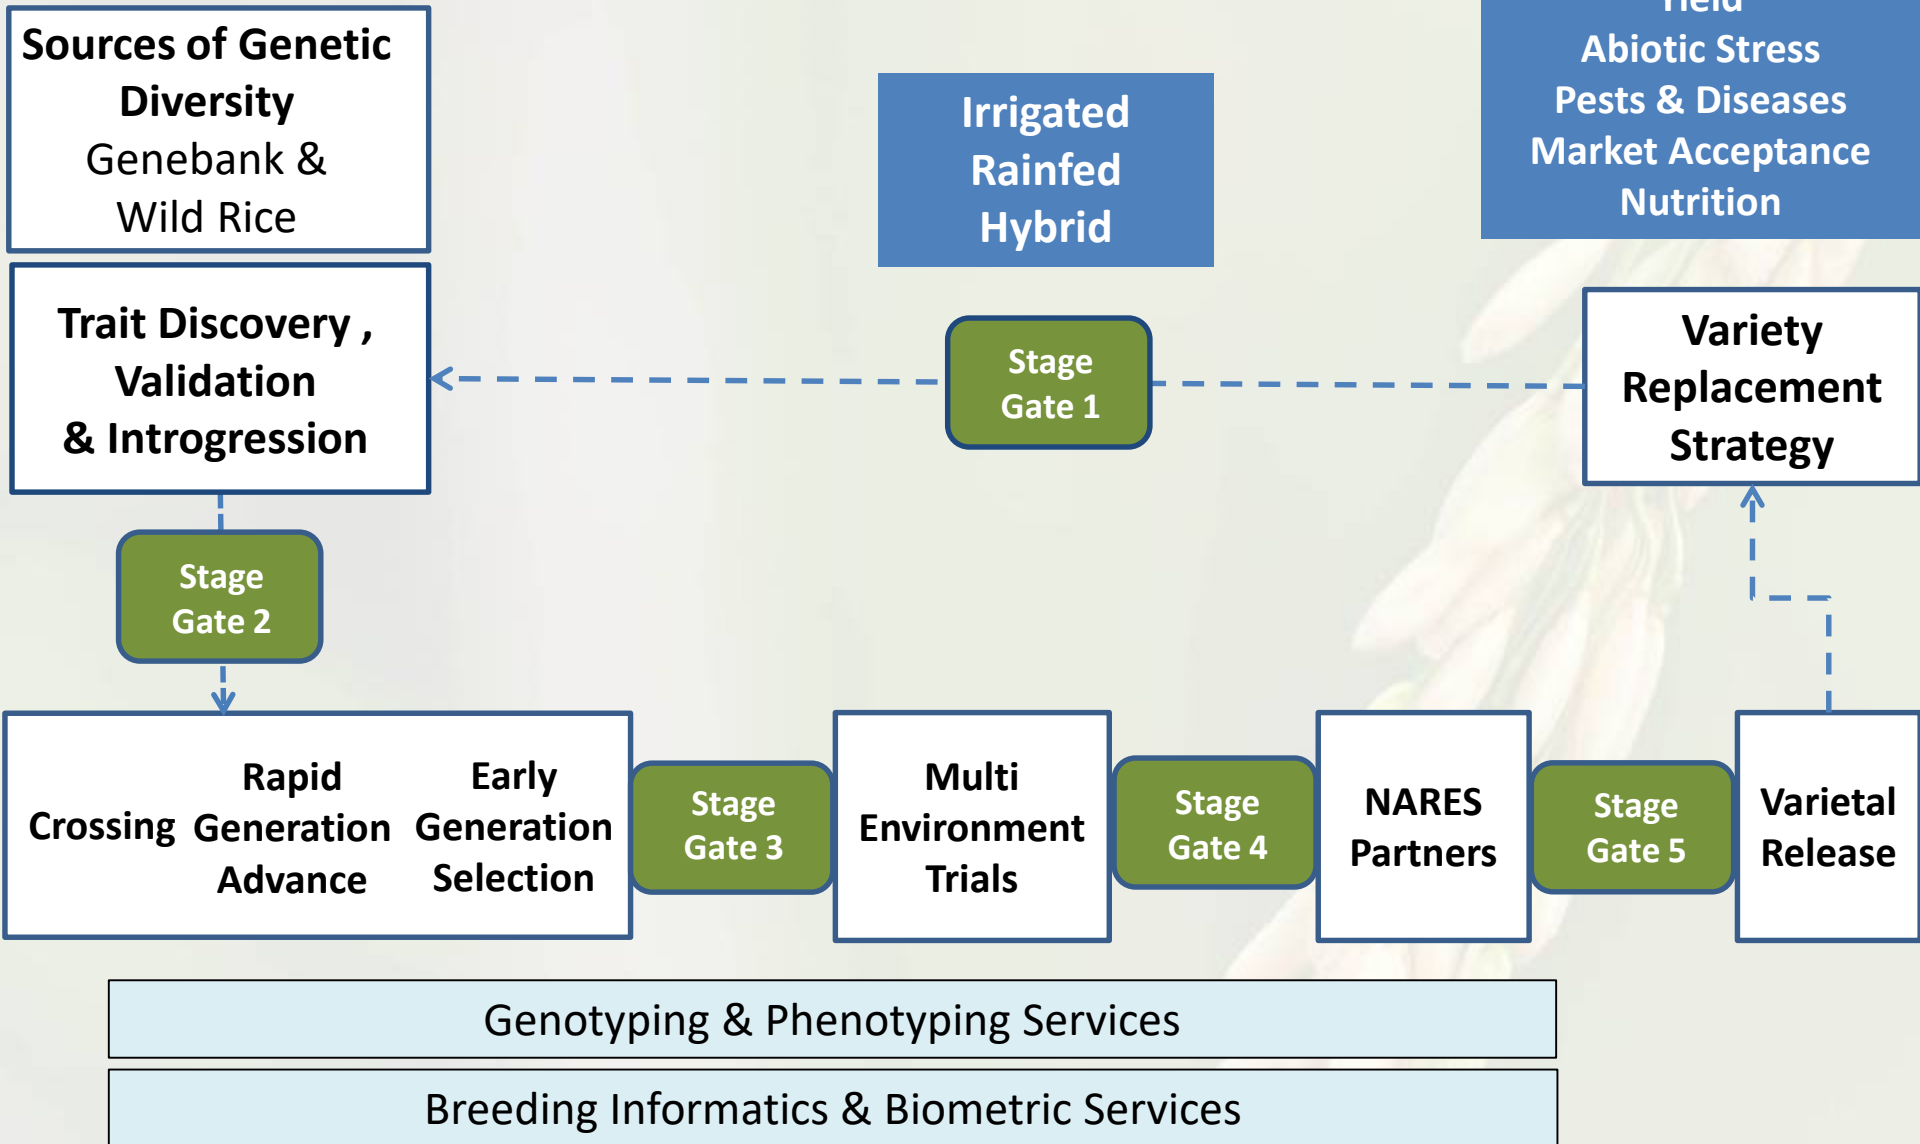 Sources of Genetic
Diversity
Genebank &
Wild Rice
Irrigated
Rainfed
Hybrid
Yield
Abiotic Stress
Pests & Diseases
Market Acceptance
Nutrition
Trait Discovery ,
Validation
& Introgression
Stage
Gate 1
Variety
Replacement
Strategy
Stage
Gate 2
Crossing
Rapid
Generation
Advance
Early
Generation
Selection
Stage
Gate 3
Multi
Environment
Trials
Stage
Gate 4
NARES
Partners
Stage
Gate 5
Varietal
Release
Genotyping & Phenotyping Services
Breeding Informatics & Biometric Services